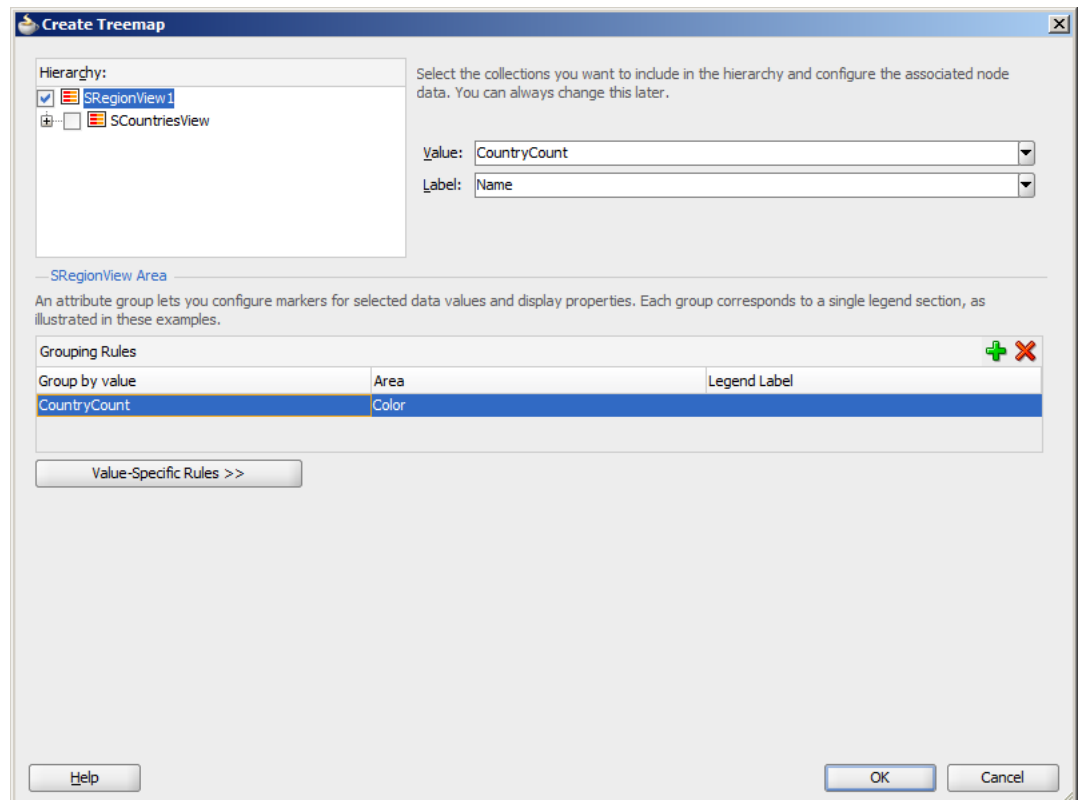 Create Treemap
Hierarchy:
SRegionView1
SCountriesView
Select the collections you want to include in the hierarchy and configure the associated node
data. You can always change this later.
Value: CountryCount
Label: Name
SRegionView Area
An attribute group lets you configure markers for selected data values and display properties. Each group corresponds to a single legend section, as
illustrated in these examples.
Grouping Rules
Group by value Area Legend Label
CountryCount Color
Value-Specific Rules >>
Help OK Cancel